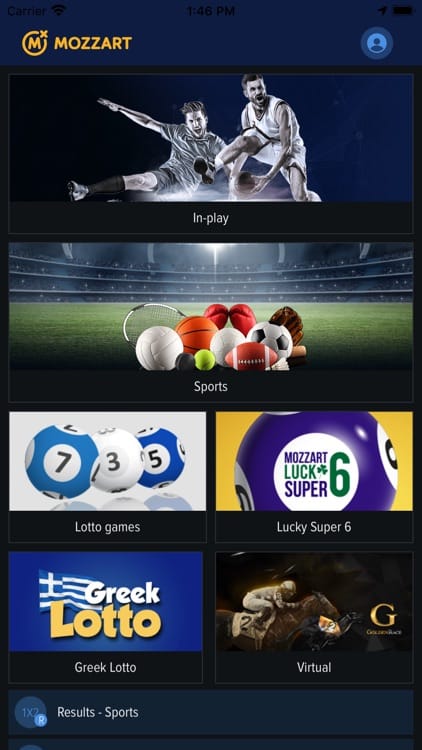 Carrier 1:46 PM
MOZZART
In-play
Sports
7 3 5
MOZZART
LUCK
SUPER 6
Lotto games
Lucky Super 6
Greek
Lotto
G
GOLDENRACE
Greek Lotto
Virtual
1X2
R
Results - Sports